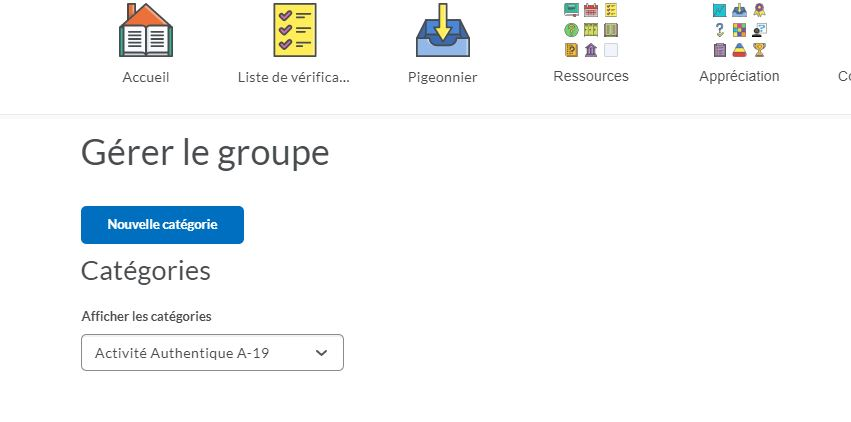 Accueil
Liste de vérifica...
Pigeonnier
Ressources
Appréciation
Gérer le groupe
Nouvelle catégorie
Catégories
Afficher les catégories
Activité Authentique A-19